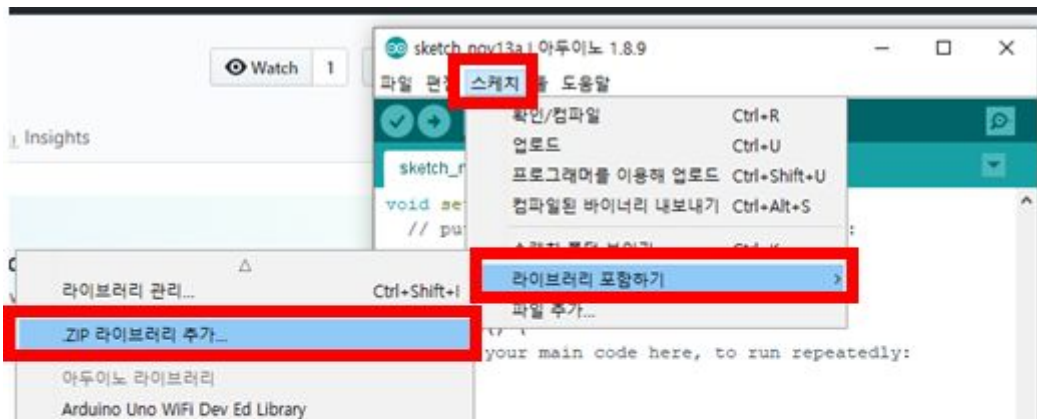 sketch_nov13a | 아두이노 1.8.9
Watch 1
파일 편집 스케치 툴 도움말
Insights
확인/컴파일 Ctrl+R
업로드 Ctrl+U
프로그래머를 이용해 업로드 Ctrl+Shift+U
컴파일된 바이너리 내보내기 Ctrl+Alt+S
sketch_n
void se
// pu
라이브러리 관리... Ctrl+Shift+I
라이브러리 포함하기
파일 추가...
.ZIP 라이브러리 추가...
() {
your main code here, to run repeatedly:
아두이노 라이브러리
Arduino Uno WiFi Dev Ed Library